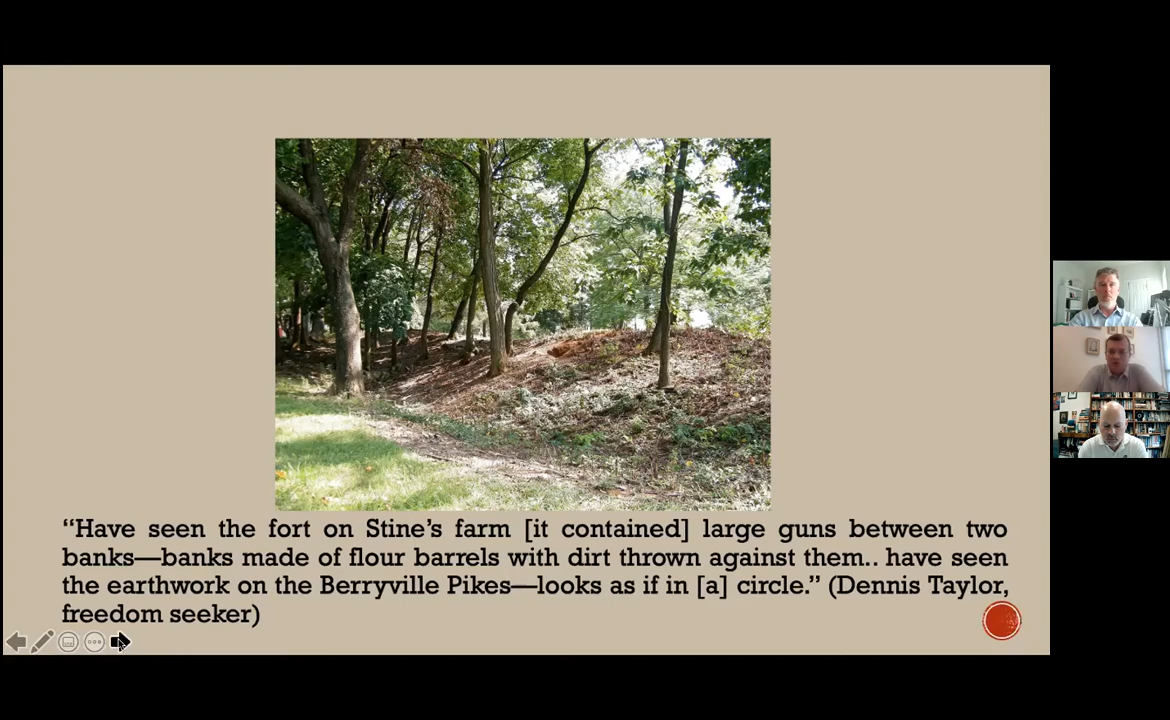 “Have seen the fort on Stine’s farm [it contained] large guns between two
banks—banks made of flour barrels with dirt thrown against them.. have seen
the earthwork on the Berryville Pikes—looks as if in [a] circle.” (Dennis Taylor,
freedom seeker)